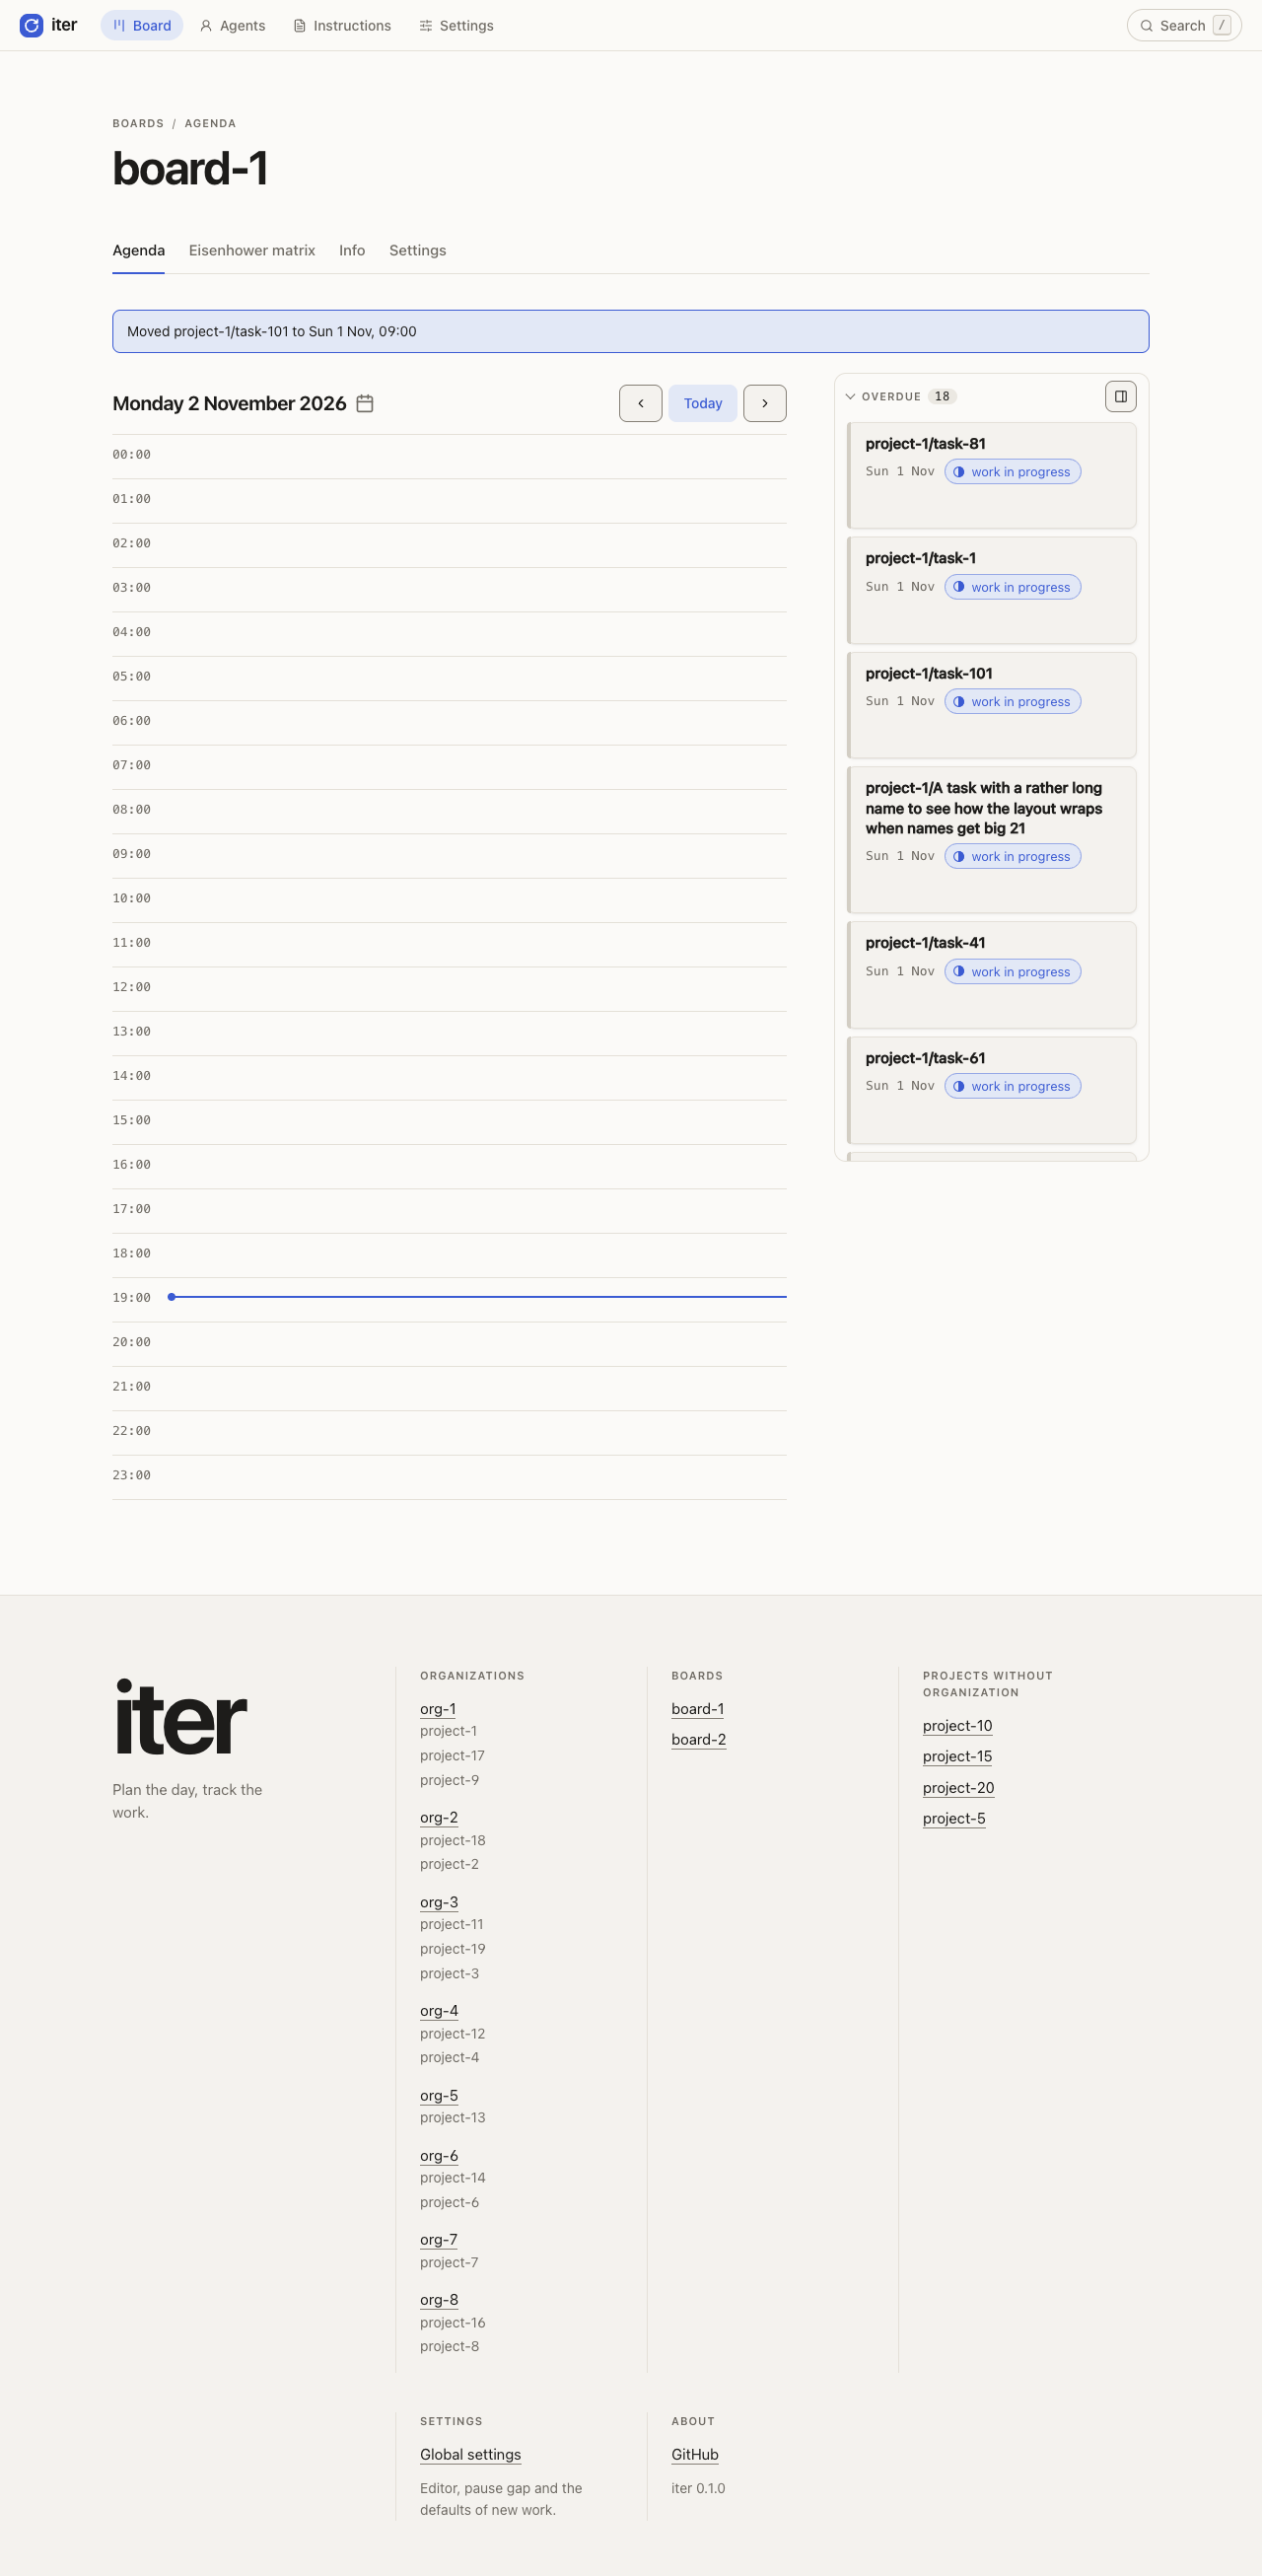 iter
Board
Agents
Instructions
Settings
Search /
BOARDS / AGENDA
board-1
Agenda
Eisenhower matrix
Info
Settings
Moved project-1/task-101 to Sun 1 Nov, 09:00
Monday 2 November 2026
Today
00:00
01:00
02:00
03:00
04:00
05:00
06:00
07:00
08:00
09:00
10:00
11:00
12:00
13:00
14:00
15:00
16:00
17:00
18:00
19:00
20:00
21:00
22:00
23:00
OVERDUE 18
project-1/task-81
Sun 1 Nov work in progress
project-1/task-1
Sun 1 Nov work in progress
project-1/task-101
Sun 1 Nov work in progress
project-1/A task with a rather long
name to see how the layout wraps
when names get big 21
Sun 1 Nov work in progress
project-1/task-41
Sun 1 Nov work in progress
project-1/task-61
Sun 1 Nov work in progress
iter
Plan the day, track the
work.
ORGANIZATIONS
org-1
project-1
project-17
project-9
org-2
project-18
project-2
org-3
project-11
project-19
project-3
org-4
project-12
project-4
org-5
project-13
org-6
project-14
project-6
org-7
project-7
org-8
project-16
project-8
BOARDS
board-1
board-2
PROJECTS WITHOUT
ORGANIZATION
project-10
project-15
project-20
project-5
SETTINGS
Global settings
Editor, pause gap and the
defaults of new work.
ABOUT
GitHub
iter 0.1.0